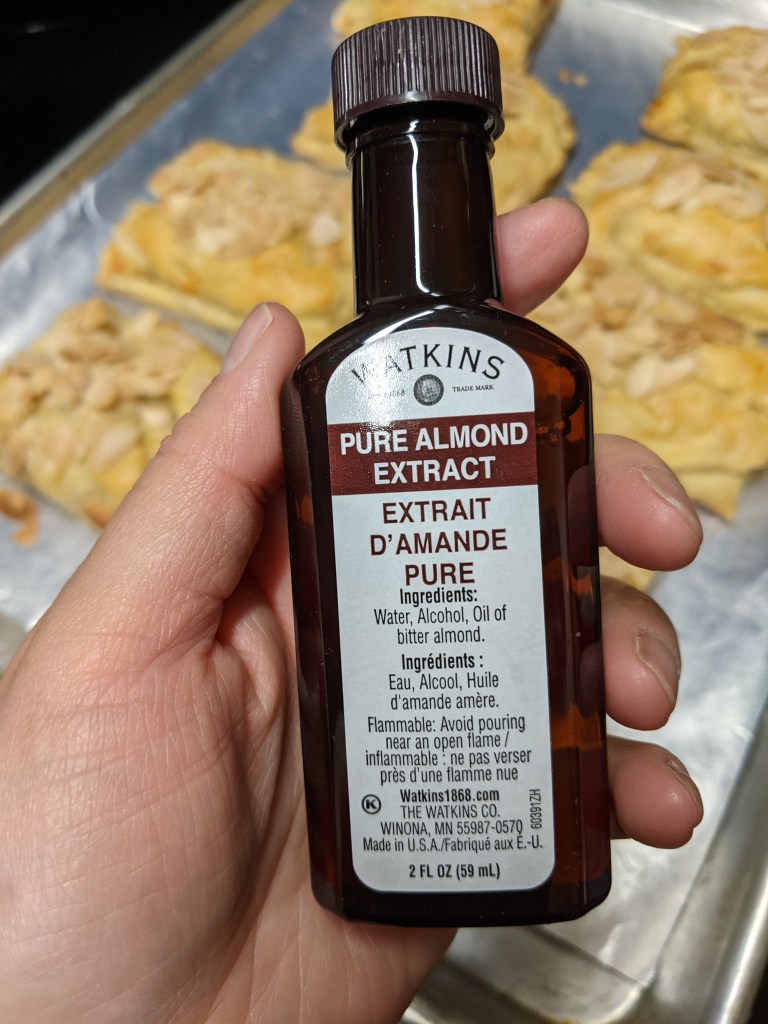 WATKINS
1868 TRADE MARK
PURE ALMOND
EXTRACT
EXTRAIT
D'AMANDE
PURE
Ingredients:
Water, Alcohol, Oil of
bitter almond.
Ingrédients :
Eau, Alcool, Huile
d'amande amère.
Flammable: Avoid pouring
near an open flame /
inflammable : ne pas verser
près d'une flamme nue
K
Watkins1868.com
THE WATKINS CO.
WINONA, MN 55987-0570
Made in U.S.A./Fabriqué aux É.-U.
60391ZH
2 FL OZ (59 mL)